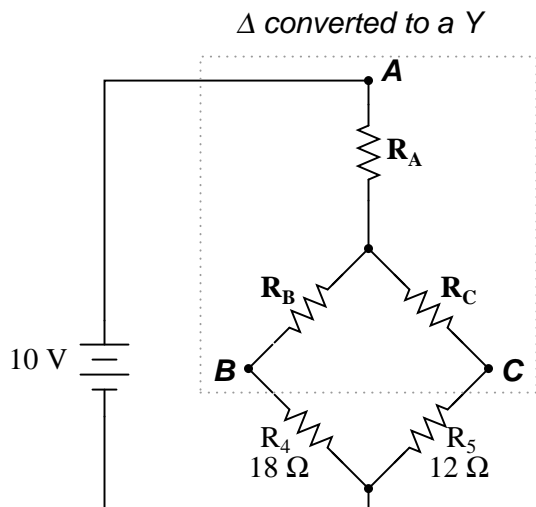 Δ converted to a Y
A
R_A
R_B
R_C
10 V
B
C
R_4
18 Ω
R_5
12 Ω